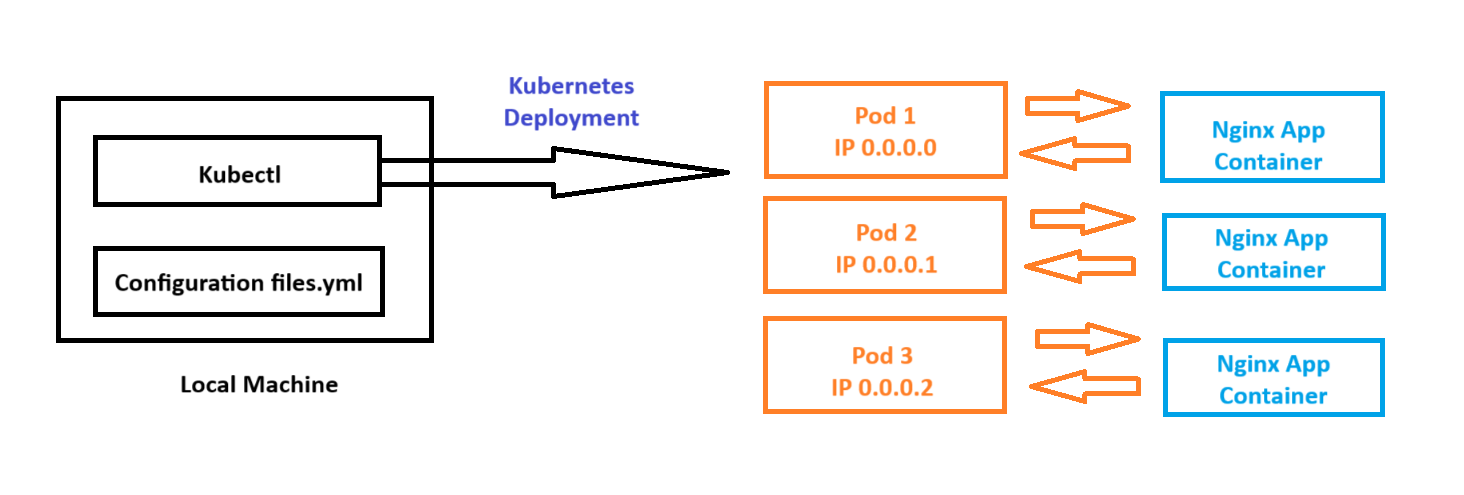 Kubernetes
Deployment
Kubectl
Configuration files.yml
Local Machine
Pod 1
IP 0.0.0.0
Nginx App
Container
Pod 2
IP 0.0.0.1
Nginx App
Container
Pod 3
IP 0.0.0.2
Nginx App
Container